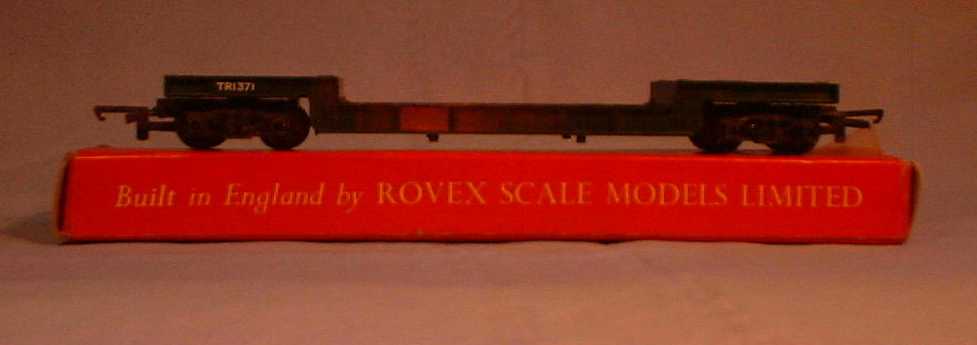 TR1371
Built in England by ROVEX SCALE MODELS LIMITED